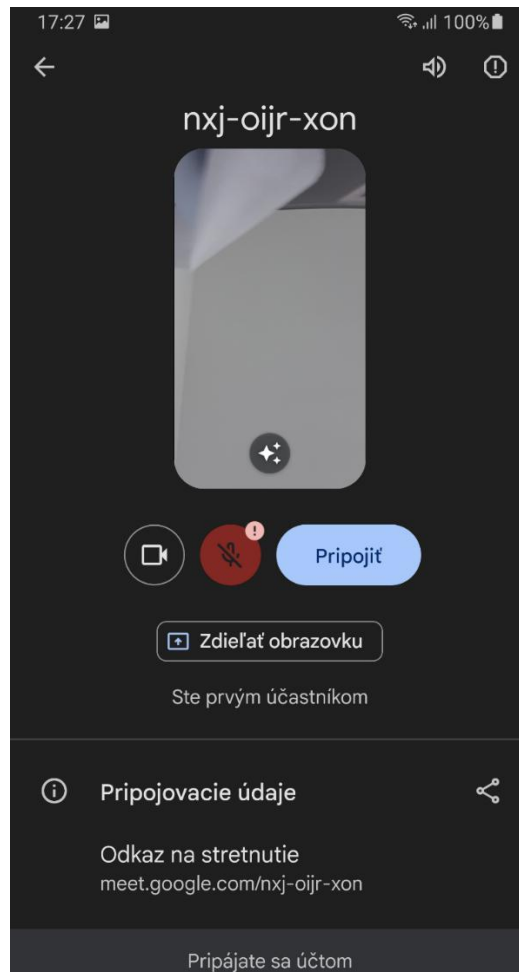 17:27 100%
nxj-oijr-xon
!
Pripojiť
Zdieľať obrazovku
Ste prvým účastníkom
Pripojovacie údaje
Odkaz na stretnutie
meet.google.com/nxj-oijr-xon
Pripájate sa účtom